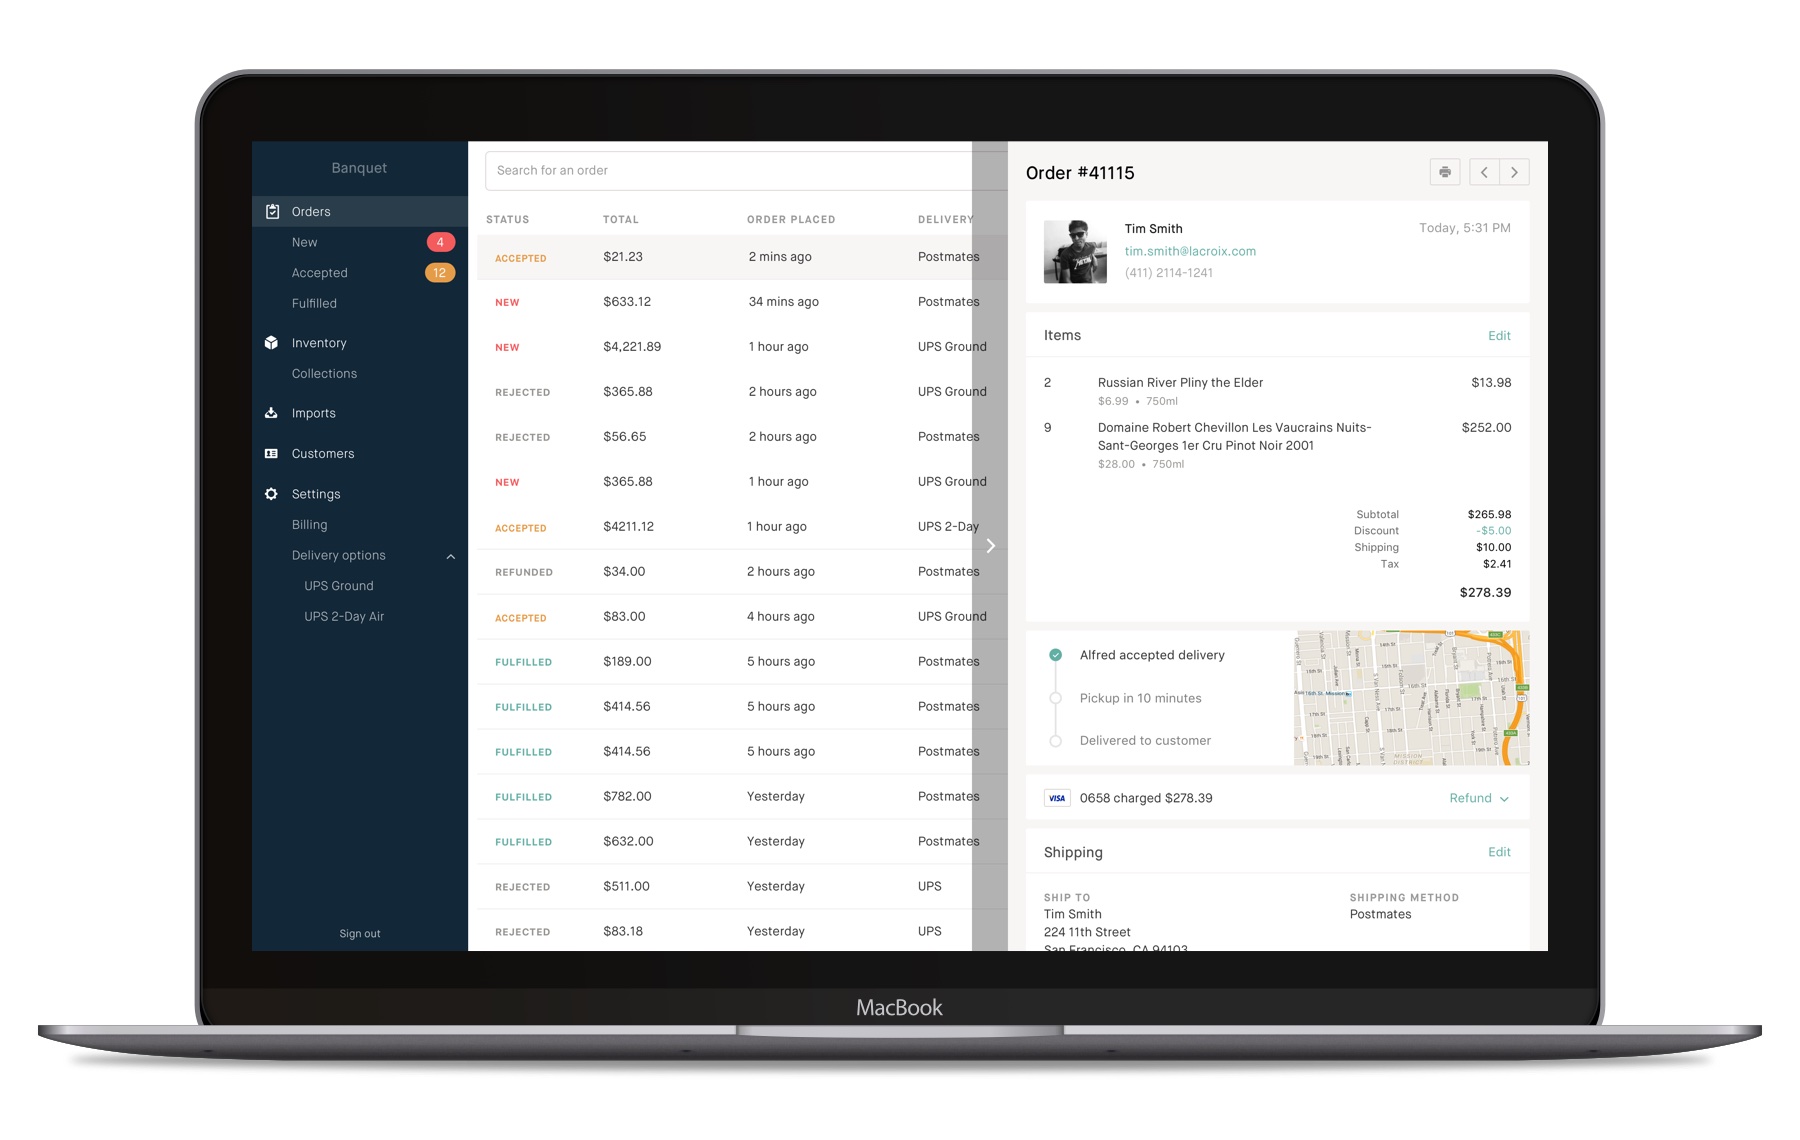 Banquet
Orders
New 4
Accepted 12
Fulfilled
Inventory
Collections
Imports
Customers
Settings
Billing
Delivery options
UPS Ground
UPS 2-Day Air
Sign out
Search for an order
STATUS TOTAL ORDER PLACED DELIVERY
ACCEPTED $21.23 2 mins ago Postmates
NEW $633.12 34 mins ago Postmates
NEW $4,221.89 1 hour ago UPS Ground
REJECTED $365.88 2 hours ago UPS Ground
REJECTED $56.65 2 hours ago Postmates
NEW $365.88 1 hour ago UPS Ground
ACCEPTED $4211.12 1 hour ago UPS 2-Day
REFUNDED $34.00 2 hours ago Postmates
ACCEPTED $83.00 4 hours ago UPS Ground
FULFILLED $189.00 5 hours ago Postmates
FULFILLED $414.56 5 hours ago Postmates
FULFILLED $414.56 5 hours ago Postmates
FULFILLED $782.00 Yesterday Postmates
FULFILLED $632.00 Yesterday Postmates
REJECTED $511.00 Yesterday UPS
REJECTED $83.18 Yesterday UPS
Order #41115
Tim Smith Today, 5:31 PM
tim.smith@lacroix.com
(411) 2114-1241
Items Edit
2 Russian River Pliny the Elder $13.98
$6.99 • 750ml
9 Domaine Robert Chevillon Les Vaucrains Nuits- $252.00
Sant-Georges 1er Cru Pinot Noir 2001
$28.00 • 750ml
Subtotal $265.98
Discount -$5.00
Shipping $10.00
Tax $2.41
$278.39
Alfred accepted delivery
Pickup in 10 minutes
Delivered to customer
MISSION
DISTRICT
VISA 0658 charged $278.39 Refund
Shipping Edit
SHIP TO SHIPPING METHOD
Tim Smith Postmates
224 11th Street
San Francisco, CA 94103
MacBook